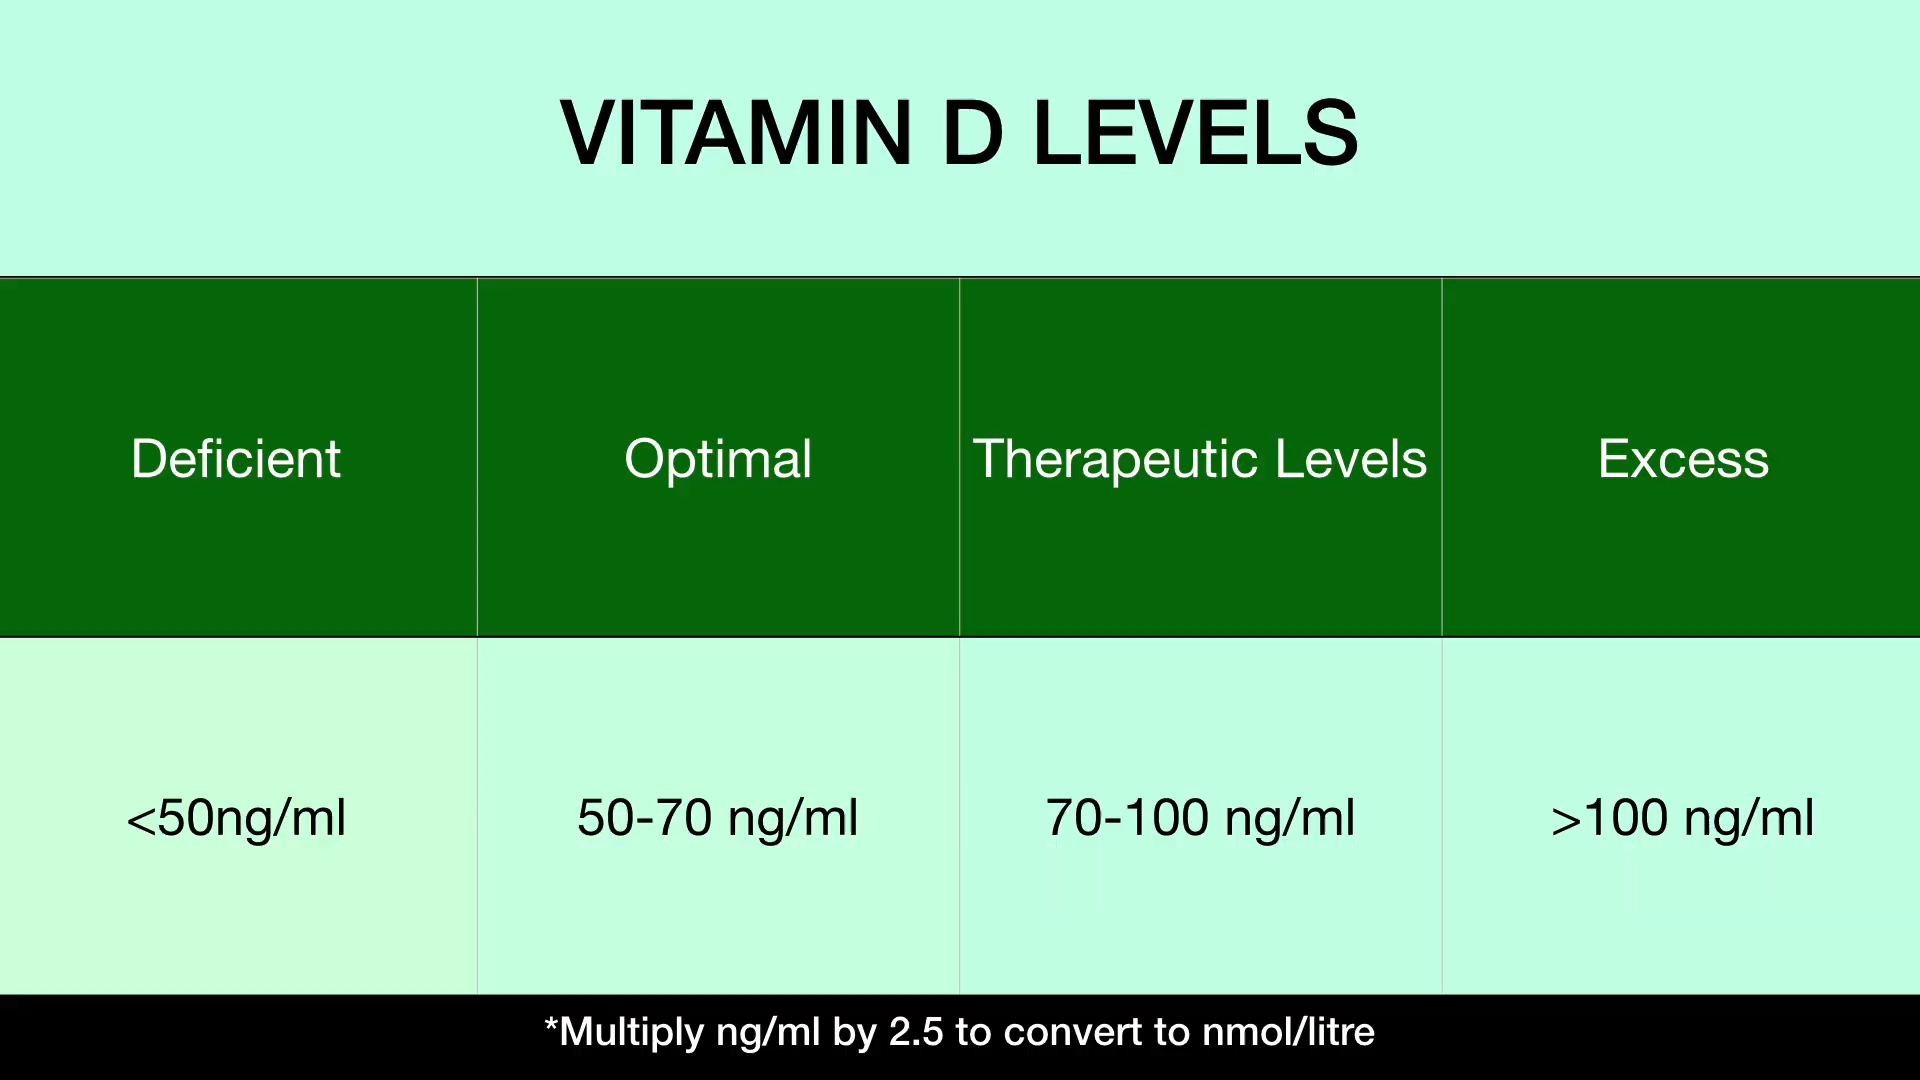 VITAMIN D LEVELS
Deficient
Optimal
Therapeutic Levels
Excess
<50ng/ml
50-70 ng/ml
70-100 ng/ml
>100 ng/ml
*Multiply ng/ml by 2.5 to convert to nmol/litre